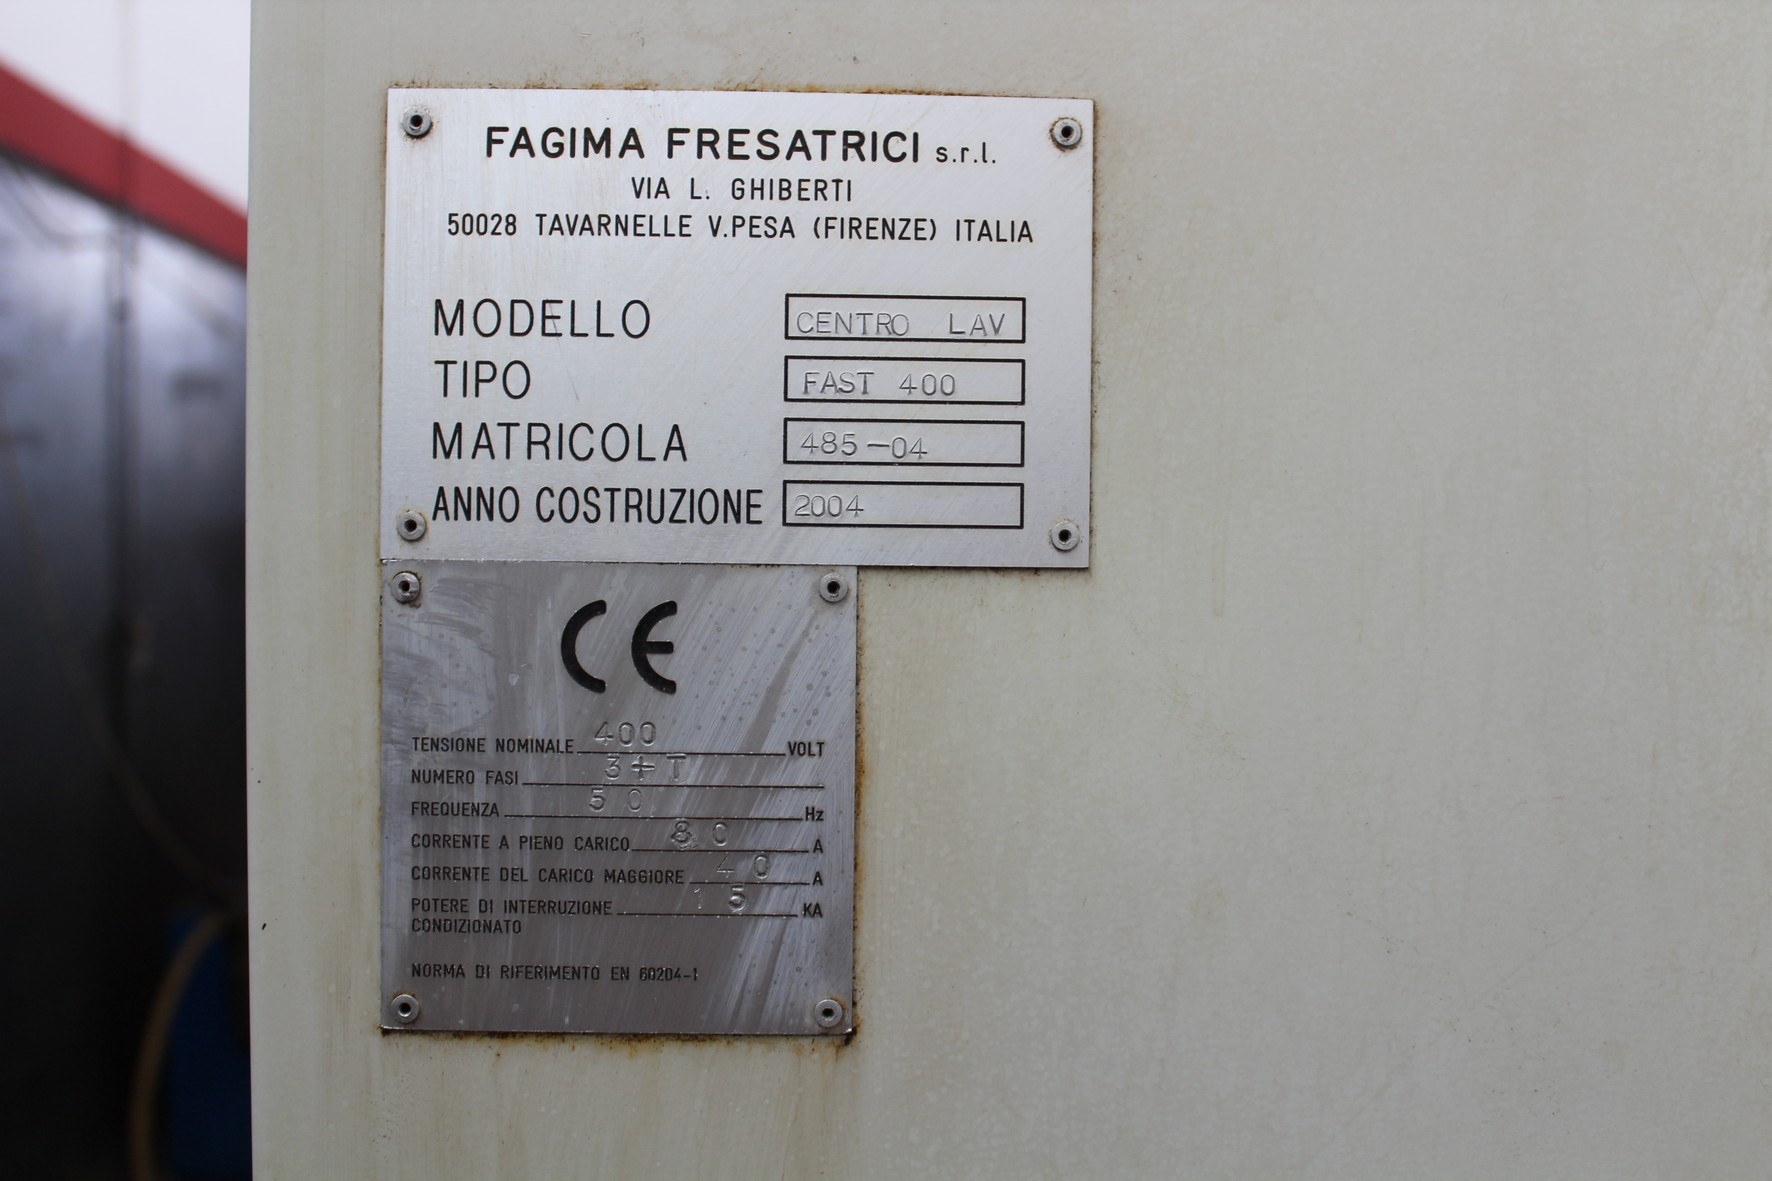 FAGIMA FRESATRICI s.r.l.
VIA L. GHIBERTI
50028 TAVARNELLE V.PESA (FIRENZE) ITALIA
MODELLO CENTRO LAV
TIPO FAST 400
MATRICOLA 485-04
ANNO COSTRUZIONE 2004
CE
TENSIONE NOMINALE 400 VOLT
NUMERO FASI 3+T
FREQUENZA 50 Hz
CORRENTE A PIENO CARICO 80 A
CORRENTE DEL CARICO MAGGIORE 40 A
POTERE DI INTERRUZIONE 15 KA
CONDIZIONATO
NORMA DI RIFERIMENTO EN 60204-1